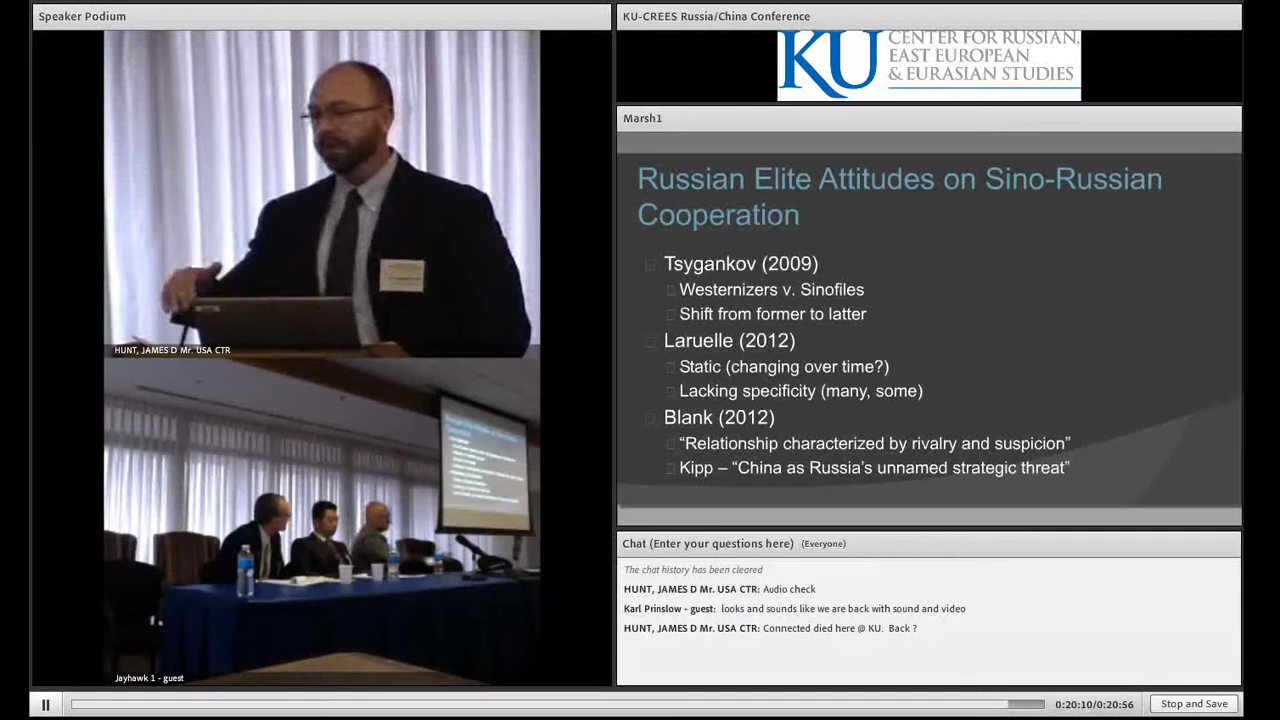 Speaker Podium
HUNT, JAMES D Mr. USA CTR
Jayhawk 1 - guest
KU-CREES Russia/China Conference
KU
CENTER FOR RUSSIAN,
EAST EUROPEAN
& EURASIAN STUDIES
Marsh1
Russian Elite Attitudes on Sino-Russian
Cooperation
Tsygankov (2009)
Westernizers v. Sinofiles
Shift from former to latter
Laruelle (2012)
Static (changing over time?)
Lacking specificity (many, some)
Blank (2012)
“Relationship characterized by rivalry and suspicion”
Kipp – “China as Russia’s unnamed strategic threat”
Chat (Enter your questions here) (Everyone)
The chat history has been cleared
HUNT, JAMES D Mr. USA CTR: Audio check
Karl Prinslow - guest: looks and sounds like we are back with sound and video
HUNT, JAMES D Mr. USA CTR: Connected died here @ KU. Back ?
0:20:10/0:20:56
Stop and Save